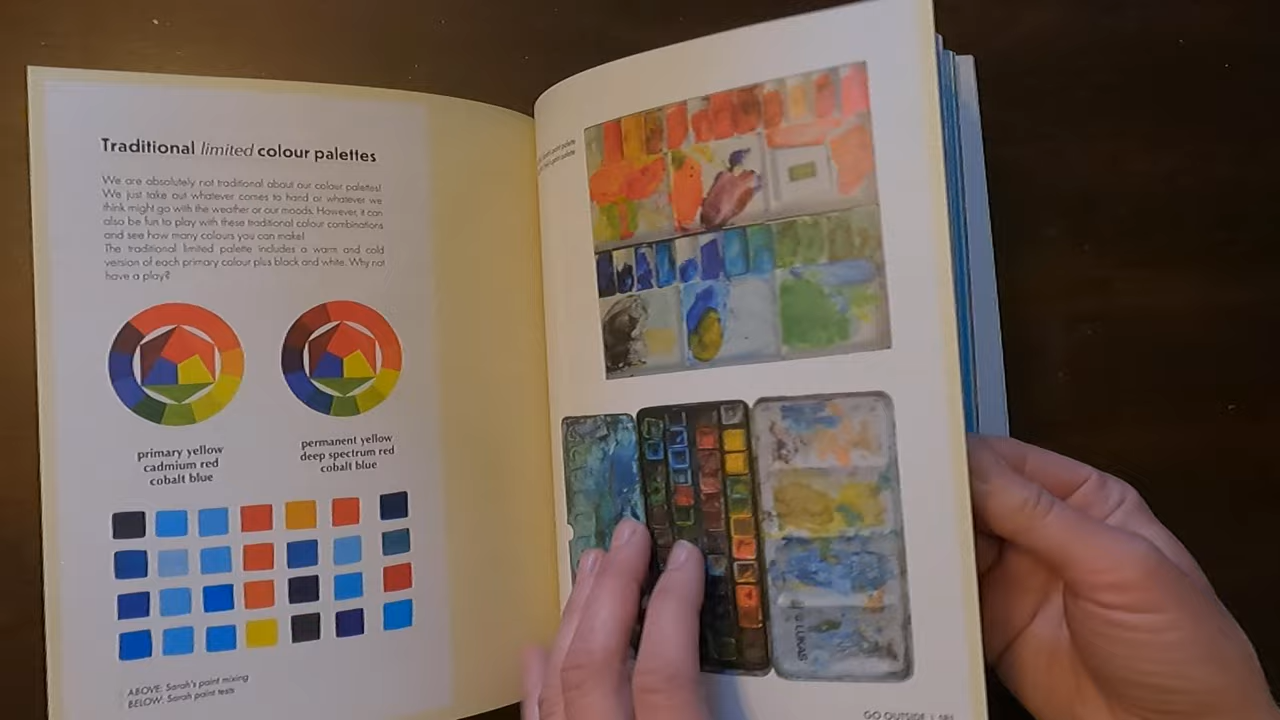 Traditional limited colour palettes
We are absolutely not traditional about our colour palettes!
We just take out whatever comes to hand or whatever we
think might go with the weather or our moods. However, it can
also be fun to play with these traditional colour combinations
and see how many colours you can make!
The traditional limited palette includes a warm and cold
version of each primary colour plus black and white. Why not
have a play?
primary yellow
cadmium red
cobalt blue
permanent yellow
deep spectrum red
cobalt blue
ABOVE: Sarah's paint mixing
BELOW: Sarah paint tests
paint palette
paint palette
LUKAS
GO OUTSIDE